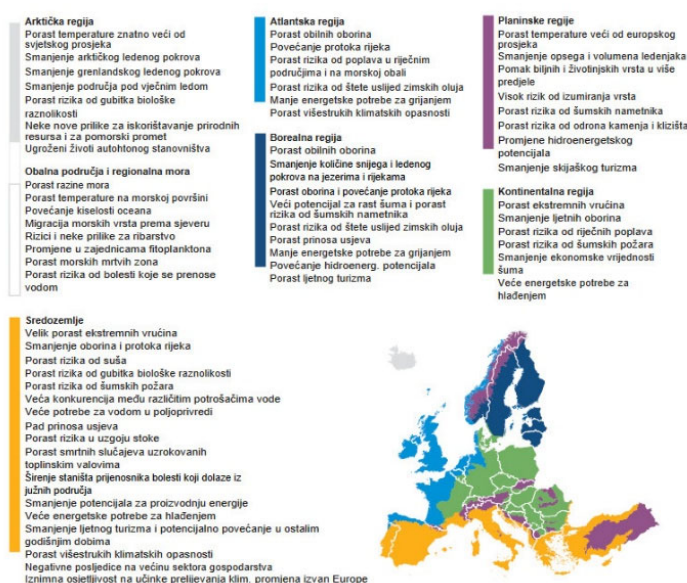 Arktička regija
Porast temperature znatno veći od
svjetskog prosjeka
Smanjenje arktičkog ledenog pokrova
Smanjenje grenlandskog ledenog pokrova
Smanjenje područja pod vječnim ledom
Porast rizika od gubitka biološke
raznolikosti
Neke nove prilike za iskorištavanje prirodnih
resursa i za pomorski promet
Ugroženi životi autohtonog stanovništva
Obalna područja i regionalna mora
Porast razine mora
Porast temperature na morskoj površini
Povećanje kiselosti oceana
Migracija morskih vrsta prema sjeveru
Rizici i neke prilike za ribarstvo
Promjene u zajednicama fitoplanktona
Porast morskih mrtvih zona
Porast rizika od bolesti koje se prenose
vodom
Atlantska regija
Porast obilnih oborina
Povećanje protoka rijeka
Porast rizika od poplava u riječnim
područjima i na morskoj obali
Porast rizika od štete uslijed zimskih oluja
Manje energetske potrebe za grijanjem
Porast višestrukih klimatskih opasnosti
Borealna regija
Porast obilnih oborina
Smanjenje količine snijega i ledenog
pokrova na jezerima i rijekama
Porast oborina i povećanje protoka rijeka
Veći potencijal za rast šuma i porast
rizika od šumskih nametnika
Porast rizika od štete uslijed zimskih oluja
Porast prinosa usjeva
Manje energetske potrebe za grijanjem
Povećanje hidroenerg. potencijala
Porast ljetnog turizma
Planinske regije
Porast temperature veći od europskog
prosjeka
Smanjenje opsega i volumena ledenjaka
Pomak biljnih i životinjskih vrsta u više
predjele
Visok rizik od izumiranja vrsta
Porast rizika od šumskih nametnika
Porast rizika od odrona kamenja i klizišta
Promjene hidroenergetskog
potencijala
Smanjenje skijaškog turizma
Kontinentalna regija
Porast ekstremnih vrućina
Smanjenje ljetnih oborina
Porast rizika od riječnih poplava
Porast rizika od šumskih požara
Smanjenje ekonomske vrijednosti
šuma
Veće energetske potrebe za
hlađenjem
Sredozemlje
Velik porast ekstremnih vrućina
Smanjenje oborina i protoka rijeka
Porast rizika od suša
Porast rizika od gubitka biološke raznolikosti
Porast rizika od šumskih požara
Veća konkurencija među različitim potrošačima vode
Veće potrebe za vodom u poljoprivredi
Pad prinosa usjeva
Porast rizika u uzgoju stoke
Porast smrtnih slučajeva uzrokovanih
toplinskim valovima
Širenje staništa prijenosnika bolesti koji dolaze iz
južnih područja
Smanjenje potencijala za proizvodnju energije
Veće energetske potrebe za hlađenjem
Smanjenje ljetnog turizma i potencijalno povećanje u ostalim
godišnjim dobima
Porast višestrukih klimatskih opasnosti
Negativne posljedice na većinu sektora gospodarstva
Iznimna osjetljivost na učinke prelijevanja klim. promjena izvan Europe